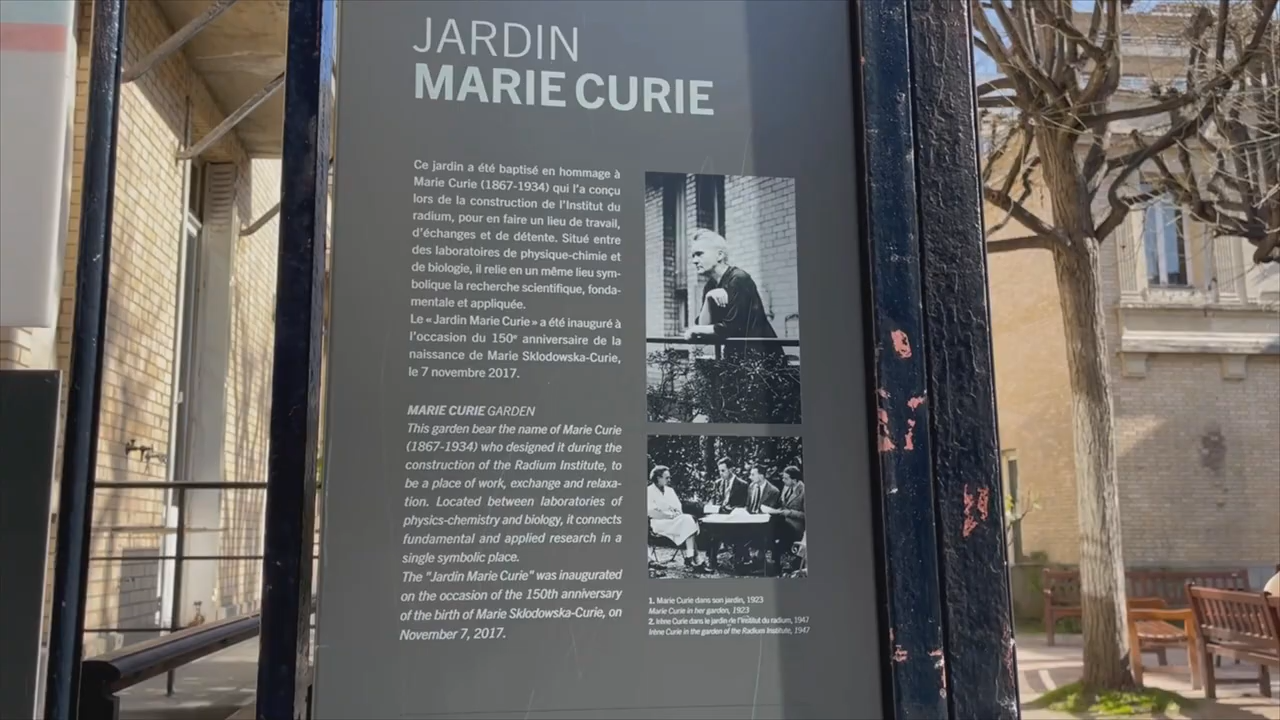 JARDIN
MARIE CURIE
Ce jardin a été baptisé en hommage à
Marie Curie (1867-1934) qui l'a conçu
lors de la construction de l'Institut du
radium, pour en faire un lieu de travail,
d'échanges et de détente. Situé entre
des laboratoires de physique-chimie et
de biologie, il relie en un même lieu sym-
bolique la recherche scientifique, fonda-
mentale et appliquée.
Le « Jardin Marie Curie » a été inauguré à
l'occasion du 150e anniversaire de la
naissance de Marie Sklodowska-Curie,
le 7 novembre 2017.
MARIE CURIE GARDEN
This garden bear the name of Marie Curie
(1867-1934) who designed it during the
construction of the Radium Institute, to
be a place of work, exchange and relaxa-
tion. Located between laboratories of
physics-chemistry and biology, it connects
fundamental and applied research in a
single symbolic place.
The "Jardin Marie Curie" was inaugurated
on the occasion of the 150th anniversary
of the birth of Marie Sklodowska-Curie, on
November 7, 2017.
1. Marie Curie dans son jardin, 1923
Marie Curie in her garden, 1923
2. Irène Curie dans le jardin de l'Institut du radium, 1947
Irène Curie in the garden of the Radium Institute, 1947